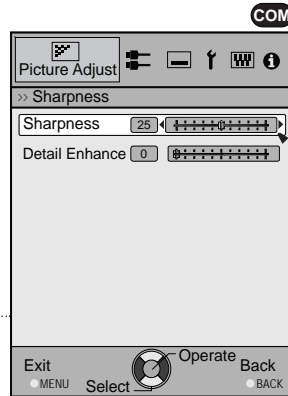 COM
Picture Adjust
>> Sharpness
Sharpness 25
Detail Enhance 0
Exit Operate Back
MENU Select BACK